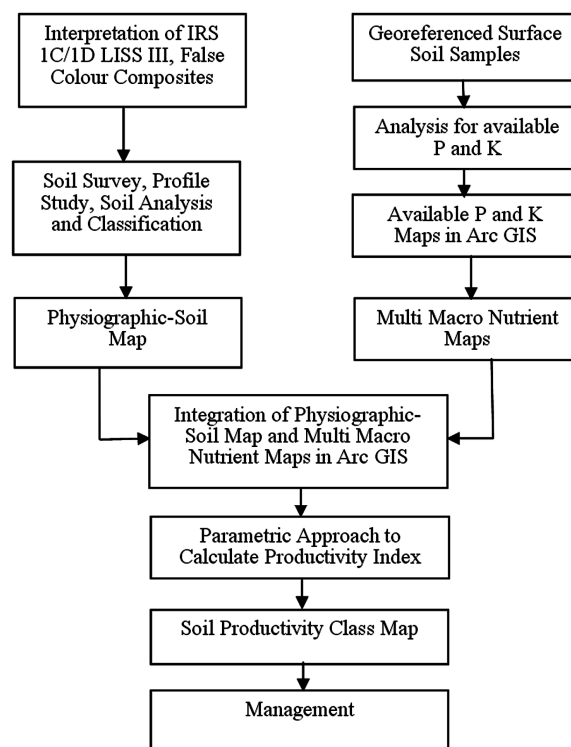 Interpretation of IRS
1C/1D LISS III, False
Colour Composites
Soil Survey, Profile
Study, Soil Analysis
and Classification
Physiographic-Soil
Map
Georeferenced Surface
Soil Samples
Analysis for available
P and K
Available P and K
Maps in Arc GIS
Multi Macro Nutrient
Maps
Integration of Physiographic-
Soil Map and Multi Macro
Nutrient Maps in Arc GIS
Parametric Approach to
Calculate Productivity Index
Soil Productivity Class Map
Management